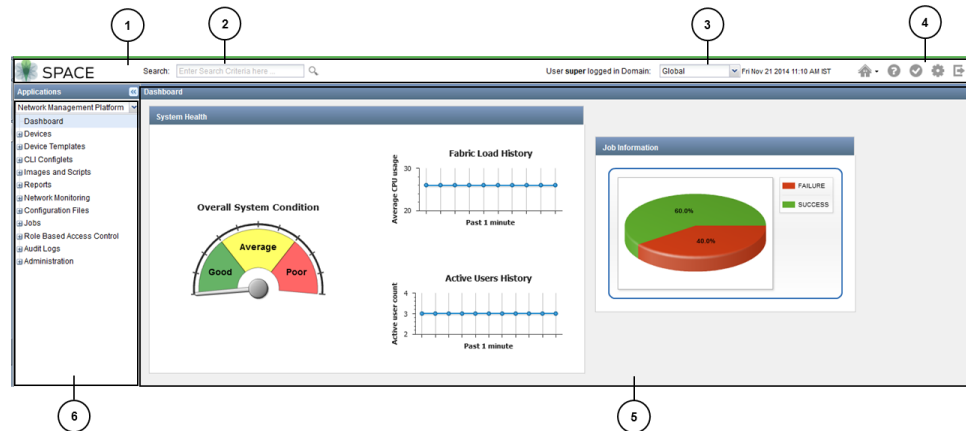 1
2
3
4
SPACE
Search: Enter Search Criteria here ...
User super logged in Domain: Global Fri Nov 21 2014 11:10 AM IST
Applications
Dashboard
Network Management Platform
Dashboard
Devices
Device Templates
CLI Configlets
Images and Scripts
Reports
Network Monitoring
Configuration Files
Jobs
Role Based Access Control
Audit Logs
Administration
System Health
Overall System Condition
Good
Average
Poor
Fabric Load History
Average CPU usage
30
20
Past 1 minute
Active Users History
Active user count
4
3
2
Past 1 minute
Job Information
60.0%
40.0%
FAILURE
SUCCESS
6
5